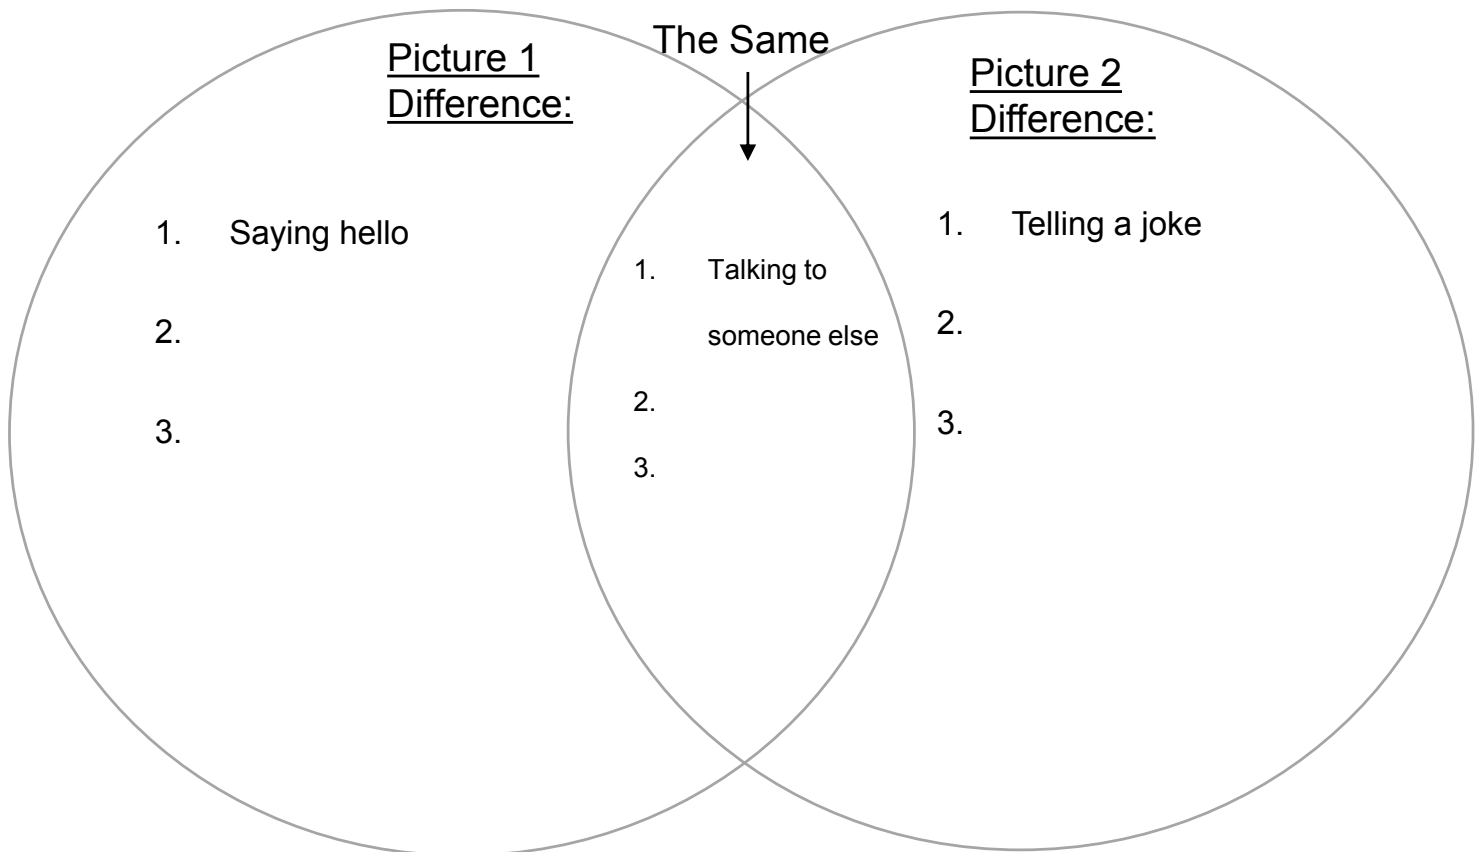 The Same
Picture 1
Difference:
1. Saying hello
2.
3.
1. Talking to
someone else
2.
3.
Picture 2
Difference:
1. Telling a joke
2.
3.